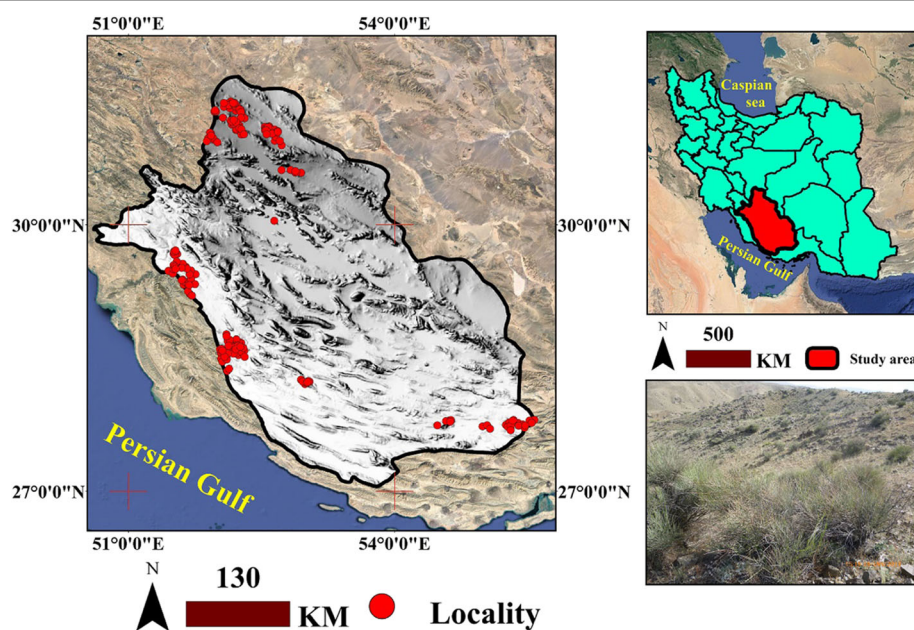 51°0'0"E
54°0'0"E
30°0'0"N
30°0'0"N
27°0'0"N
27°0'0"N
Persian Gulf
51°0'0"E
54°0'0"E
N
130
KM
Locality
Caspian
sea
Persian Gulf
N
500
KM
Study area